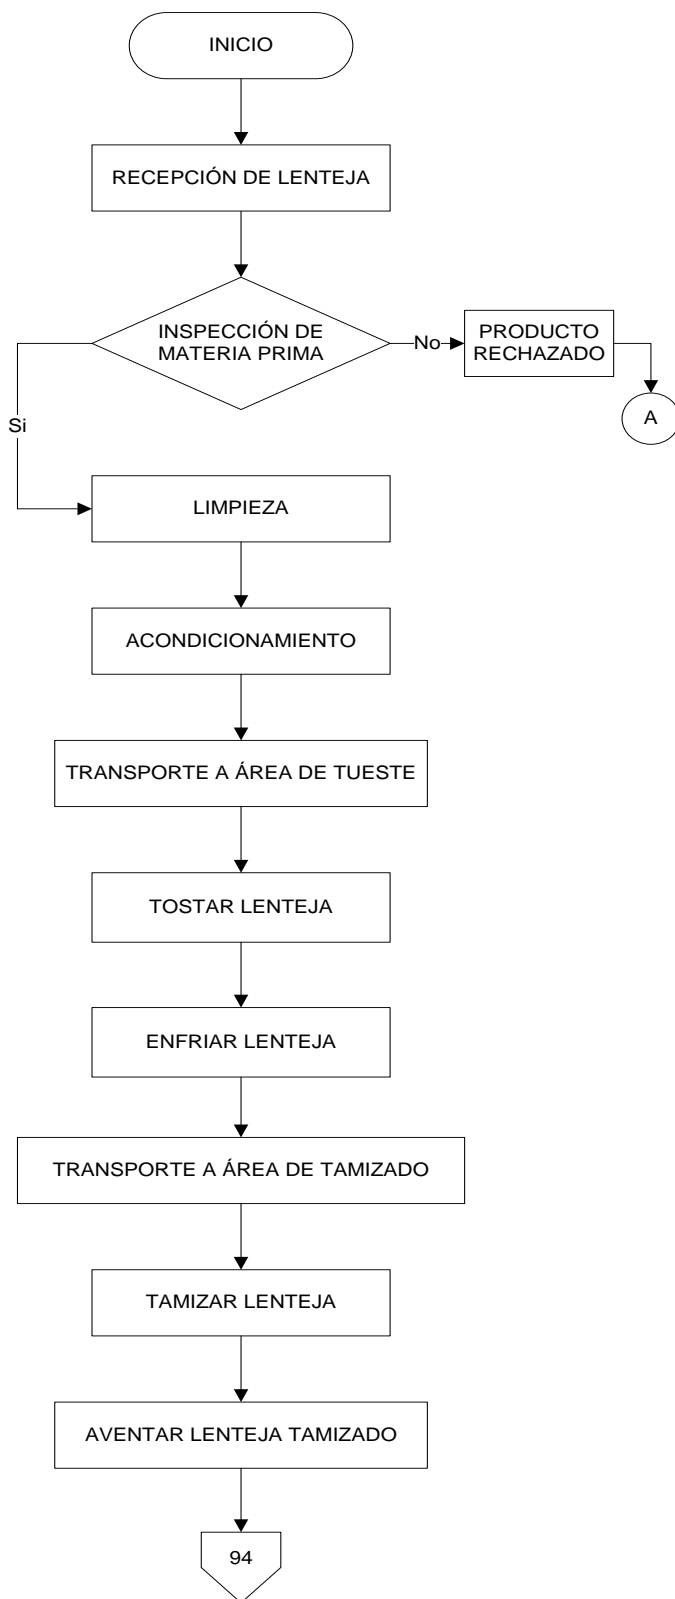 INICIO
RECEPCIÓN DE LENTEJA
INSPECCIÓN DE
MATERIA PRIMA
No
PRODUCTO
RECHAZADO
A
Si
LIMPIEZA
ACONDICIONAMIENTO
TRANSPORTE A ÁREA DE TUESTE
TOSTAR LENTEJA
ENFRIAR LENTEJA
TRANSPORTE A ÁREA DE TAMIZADO
TAMIZAR LENTEJA
AVENTAR LENTEJA TAMIZADO
94